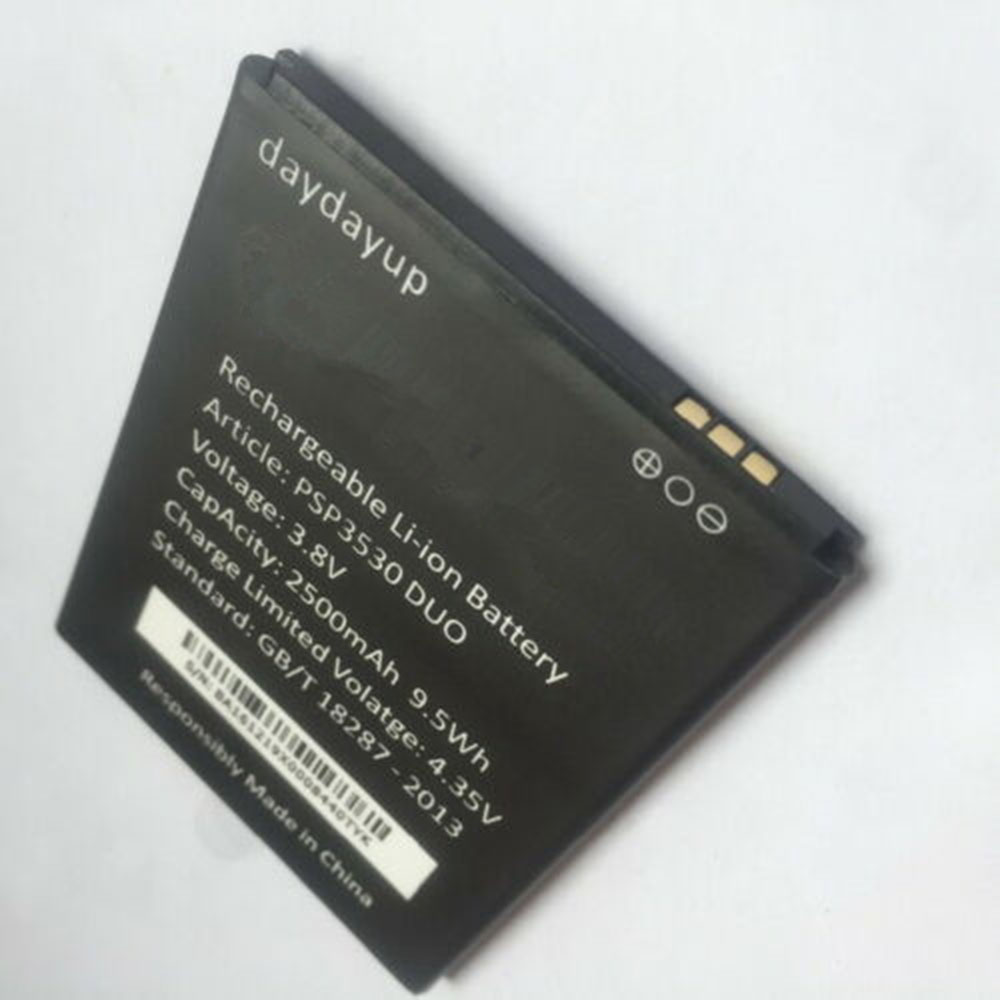 daydayup
Rechargeable Li-ion Battery
Article: PSP3530 DUO
Voltage: 3.8V
CapAcity: 2500mAh 9.5Wh
Charge Limited Volatge: 4.35V
Standard: GB/T 18287-2013
S/N: BA161219X0008440TYK
Responsibly Made in China